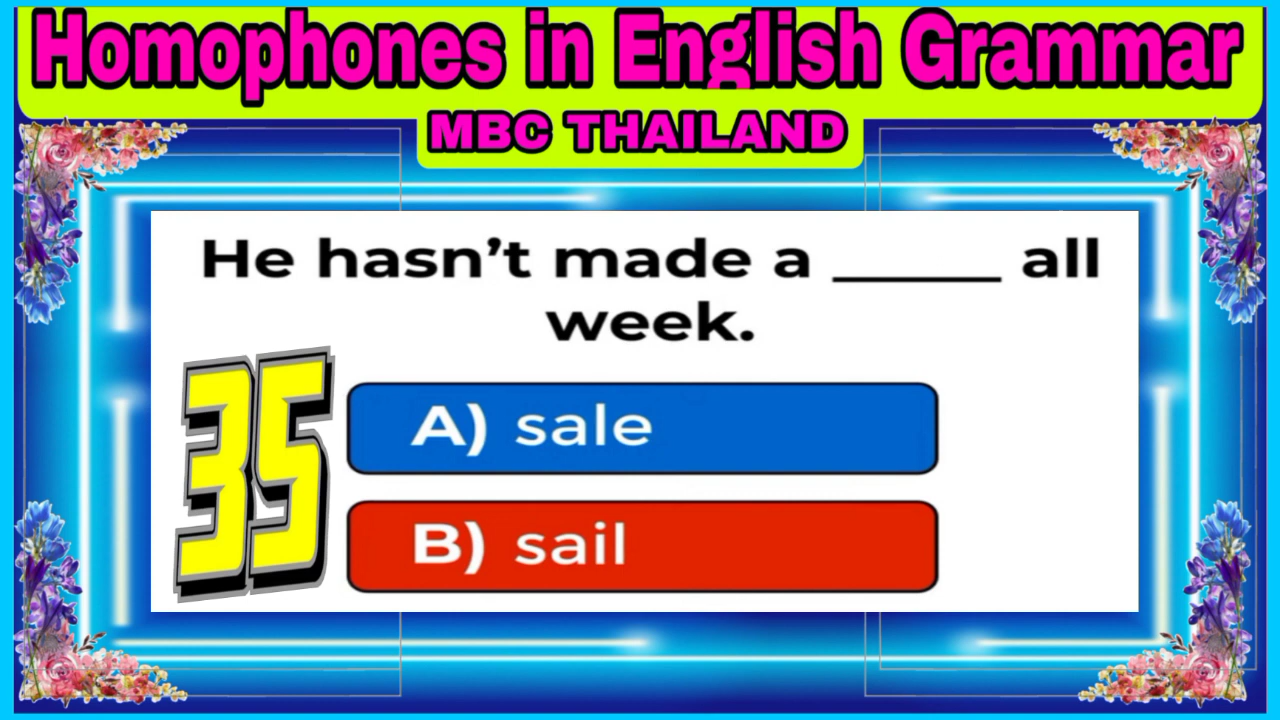 Homophones in English Grammar
MBC THAILAND
He hasn’t made a _____ all
week.
35
A) sale
B) sail